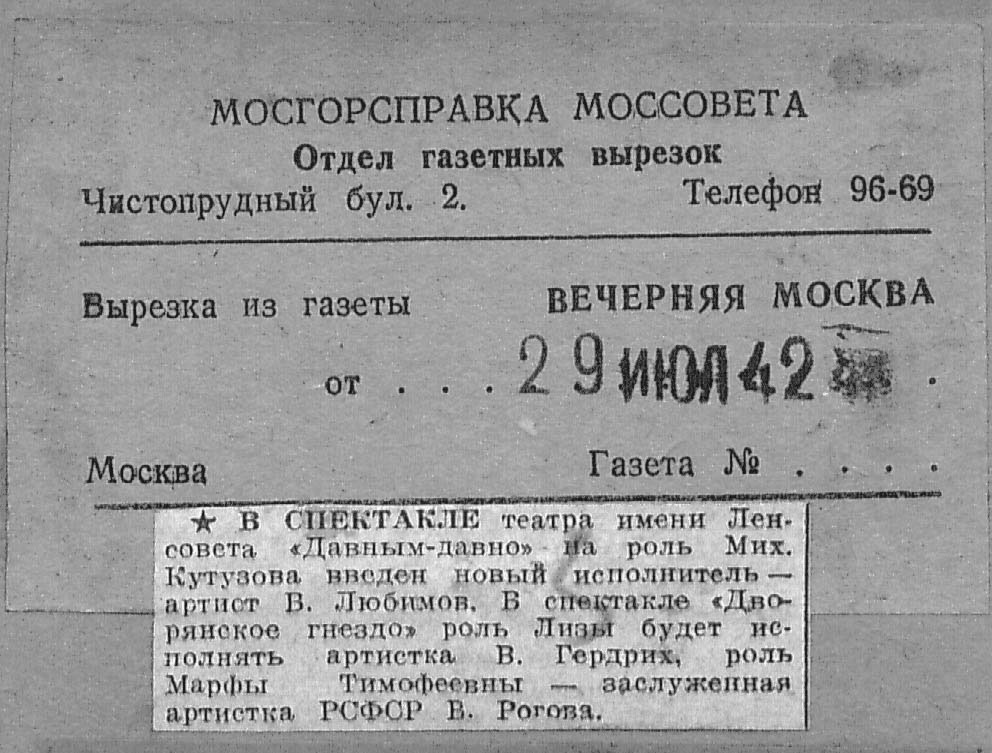 МОСГОРСПРАВКА МОССОВЕТА
Отдел газетных вырезок
Чистопрудный бул. 2. Телефон 96-69
Вырезка из газеты ВЕЧЕРНЯЯ МОСКВА
от . . . 29 ИЮЛ 42 .
Москва Газета № . . . .
★ В СПЕКТАКЛЕ театра имени Лен-
совета «Давным-давно» на роль Мих.
Кутузова введен новый исполнитель —
артист В. Любимов. В спектакле «Дво-
рянское гнездо» роль Лизы будет ис-
полнять артистка В. Гердрих, роль
Марфы Тимофеевны — заслуженная
артистка РСФСР В. Рогова.